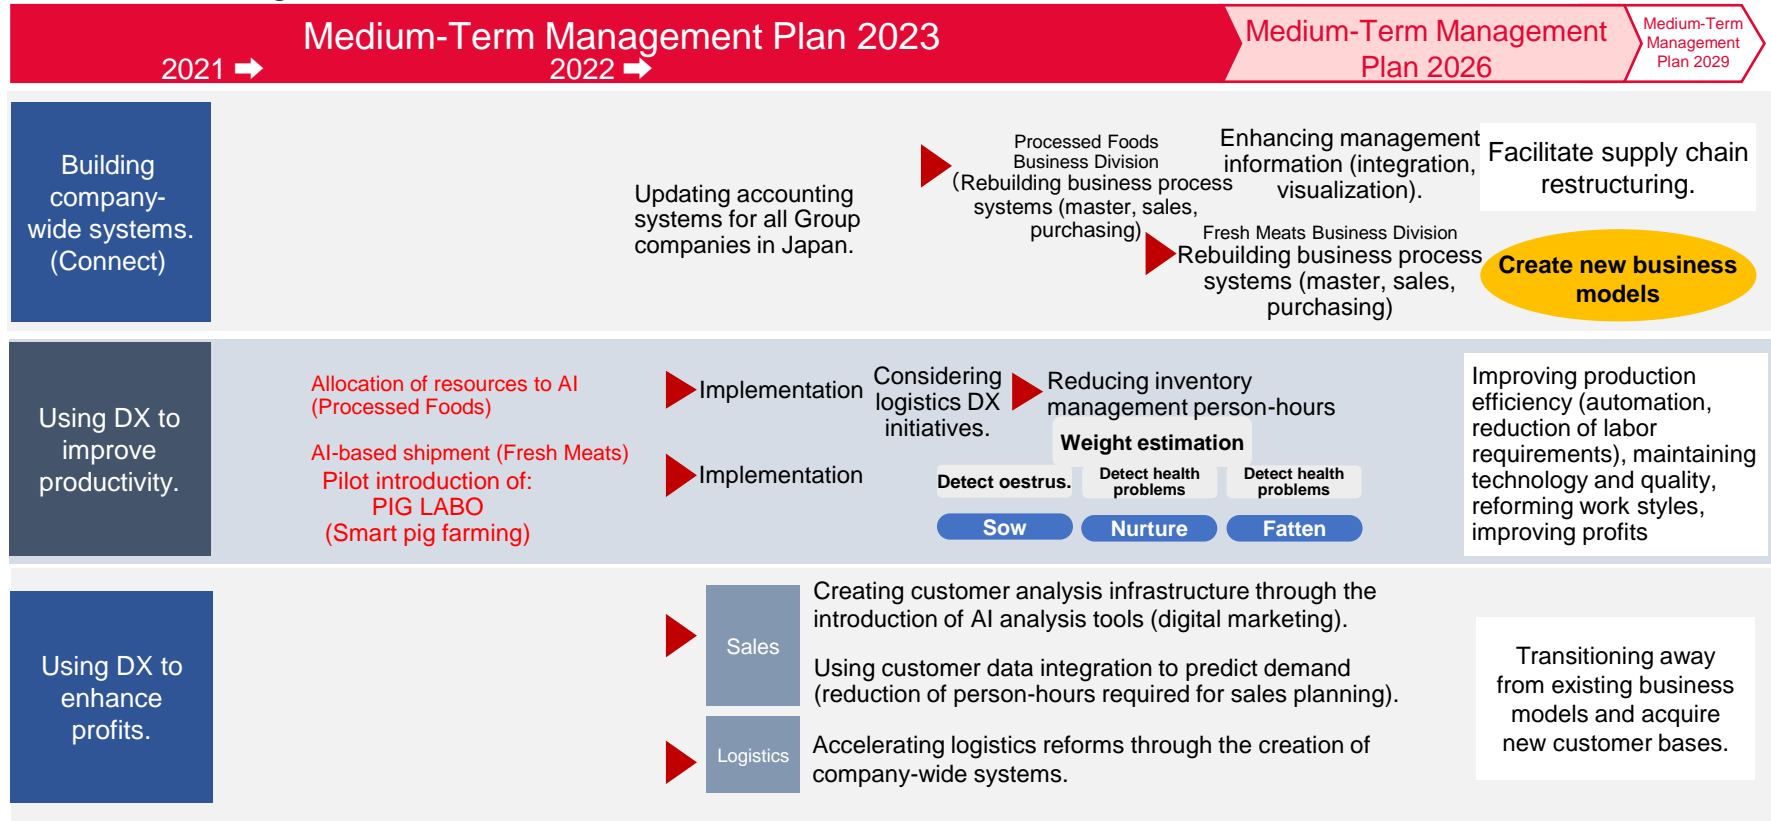 Medium-Term Management Plan 2023
2021
2022
Medium-Term Management
Plan 2026
Medium-Term
Management
Plan 2029
Building
company-
wide systems.
(Connect)
Updating accounting
systems for all Group
companies in Japan.
Processed Foods
Business Division
(Rebuilding business process
systems (master, sales,
purchasing)
Enhancing management
information (integration,
visualization).
Fresh Meats Business Division
Rebuilding business process
systems (master, sales,
purchasing)
Facilitate supply chain
restructuring.
Create new business
models
Using DX to
improve
productivity.
Allocation of resources to AI
(Processed Foods)
Implementation
AI-based shipment (Fresh Meats)
Pilot introduction of:
PIG LABO
(Smart pig farming)
Implementation
Considering
logistics DX
initiatives.
Reducing inventory
management person-hours
Weight estimation
Detect oestrus.
Detect health
problems
Detect health
problems
Sow
Nurture
Fatten
Improving production
efficiency (automation,
reduction of labor
requirements), maintaining
technology and quality,
reforming work styles,
improving profits
Using DX to
enhance
profits.
Sales
Creating customer analysis infrastructure through the
introduction of AI analysis tools (digital marketing).
Using customer data integration to predict demand
(reduction of person-hours required for sales planning).
Logistics
Accelerating logistics reforms through the creation of
company-wide systems.
Transitioning away
from existing business
models and acquire
new customer bases.